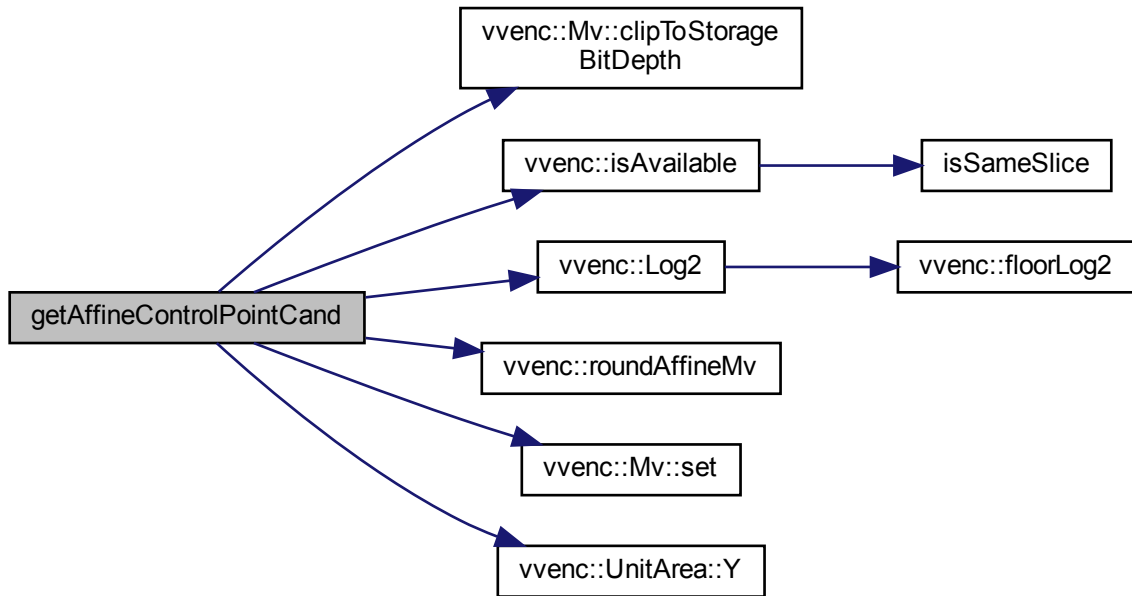 vvenc::Mv::clipToStorage
BitDepth
vvenc::isAvailable
isSameSlice
vvenc::Log2
vvenc::floorLog2
getAffineControlPointCand
vvenc::roundAffineMv
vvenc::Mv::set
vvenc::UnitArea::Y